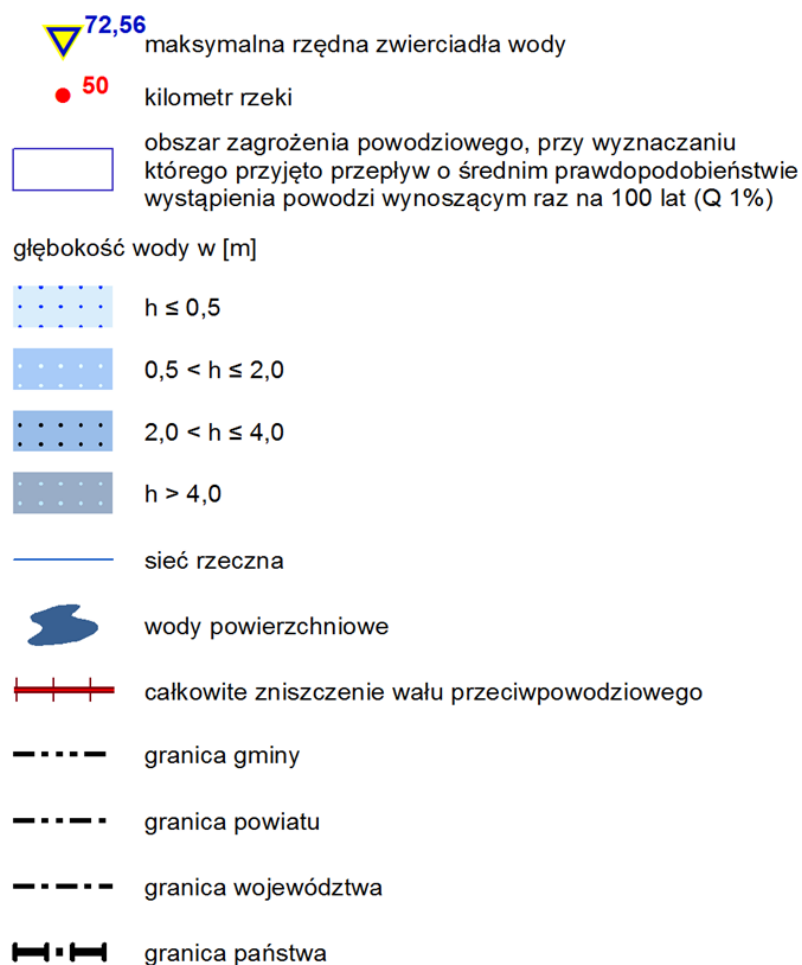 72,56
maksymalna rzędna zwierciadła wody
50
kilometr rzeki
obszar zagrożenia powodziowego, przy wyznaczaniu
którego przyjęto przepływ o średnim prawdopodobieństwie
wystąpienia powodzi wynoszącym raz na 100 lat (Q 1%)
głębokość wody w [m]
h ≤ 0,5
0,5 < h ≤ 2,0
2,0 < h ≤ 4,0
h > 4,0
sieć rzeczna
wody powierzchniowe
całkowite zniszczenie wału przeciwpowodziowego
granica gminy
granica powiatu
granica województwa
granica państwa